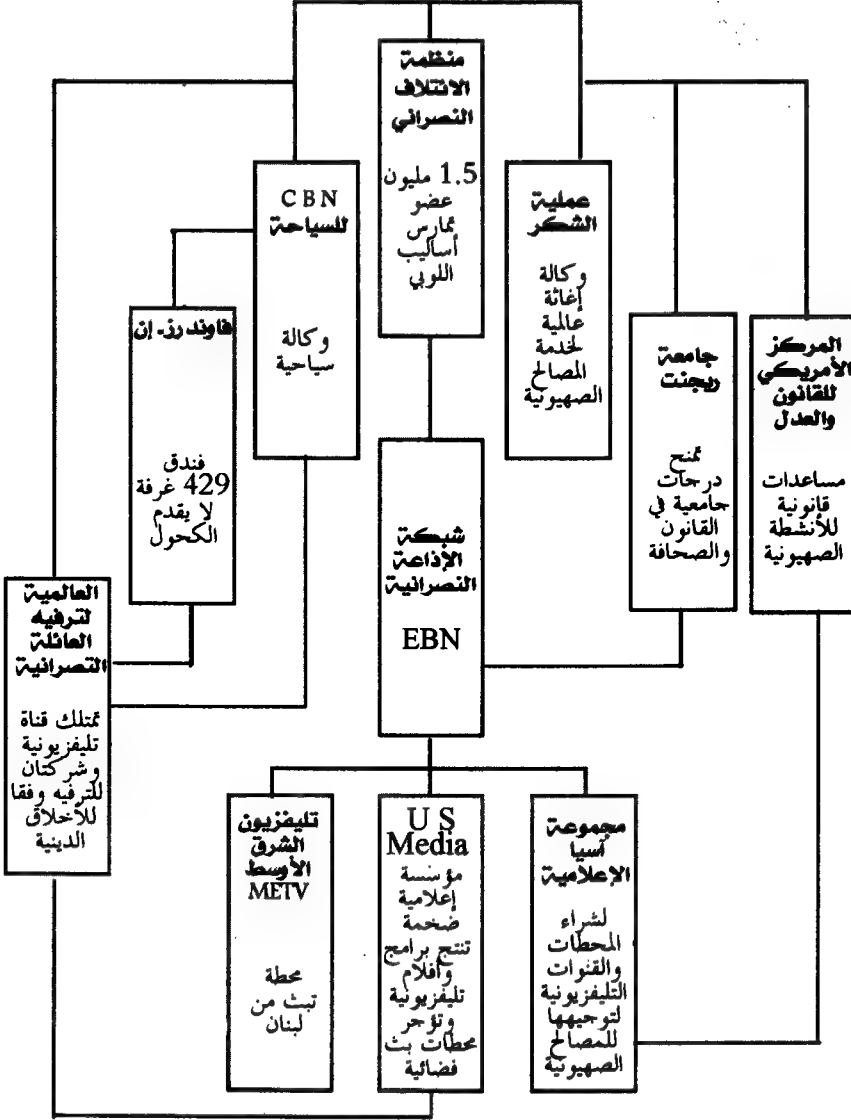 منظمة
الائتلاف
النصراني
1.5 مليون
عضو
تمارس
أساليب
اللوبي
عملية
الشكر
وكالة
إغاثة
عالمية
لخدمة
المصالح
الصهيونية
CBN
للسياحة
وكالة
سياحية
المركز
الأمريكي
للقانون
والعدل
مساعدات
قانونية
للأنشطة
الصهيونية
جامعة
ريجنت
تمنح
درجات
جامعية في
القانون
والصحافة
فاوندرز-إن
فندق
429 غرفة
لا يقدم
الكحول
شبكة
الإذاعة
النصرانية
EBN
العالمية
لترفيه
العائلة
النصرانية
تمتلك قناة
تليفزيونية
وشركتان
للترفيه وفقا
للأخلاق
الدينية
مجموعة
آسيا
الإعلامية
لشراء
المحطات
والقنوات
التليفزيونية
لتوجيهها
للمصالح
الصهيونية
U S
Media
مؤسسة
إعلامية
ضخمة
تنتج برامج
وأفلام
تليفزيونية
وتؤجر
محطات بث
فضائية
تليفزيون
الشرق
الأوسط
METV
محطة
تبث من
لبنان